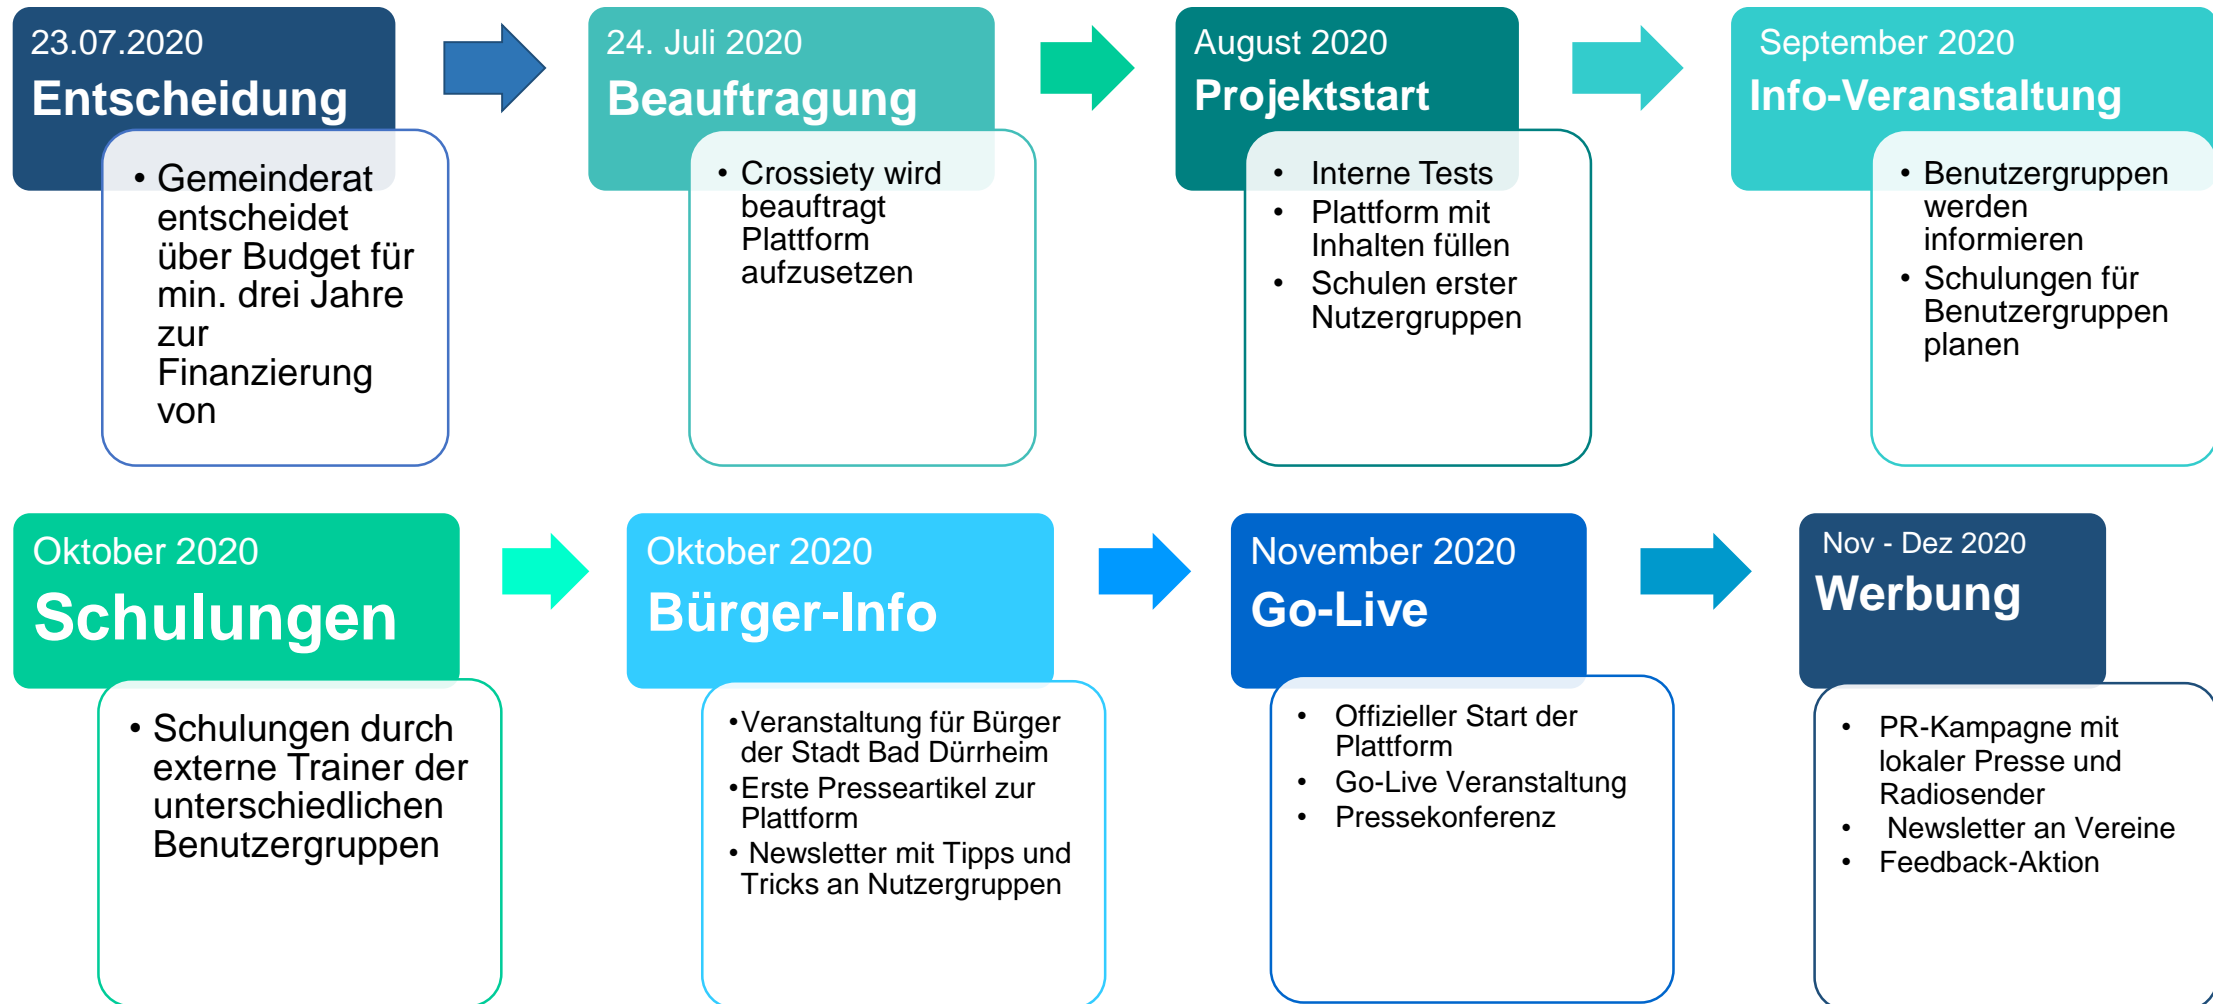 23.07.2020
Entscheidung
• Gemeinderat
entscheidet
über Budget für
min. drei Jahre
zur
Finanzierung
von
24. Juli 2020
Beauftragung
• Crossiety wird
beauftragt
Plattform
aufzusetzen
August 2020
Projektstart
• Interne Tests
• Plattform mit
Inhalten füllen
• Schulen erster
Nutzergruppen
September 2020
Info-Veranstaltung
• Benutzergruppen
werden
informieren
• Schulungen für
Benutzergruppen
planen
Oktober 2020
Schulungen
• Schulungen durch
externe Trainer der
unterschiedlichen
Benutzergruppen
Oktober 2020
Bürger-Info
•Veranstaltung für Bürger
der Stadt Bad Dürrheim
•Erste Presseartikel zur
Plattform
• Newsletter mit Tipps und
Tricks an Nutzergruppen
November 2020
Go-Live
• Offizieller Start der
Plattform
• Go-Live Veranstaltung
• Pressekonferenz
Nov - Dez 2020
Werbung
• PR-Kampagne mit
lokaler Presse und
Radiosender
• Newsletter an Vereine
• Feedback-Aktion